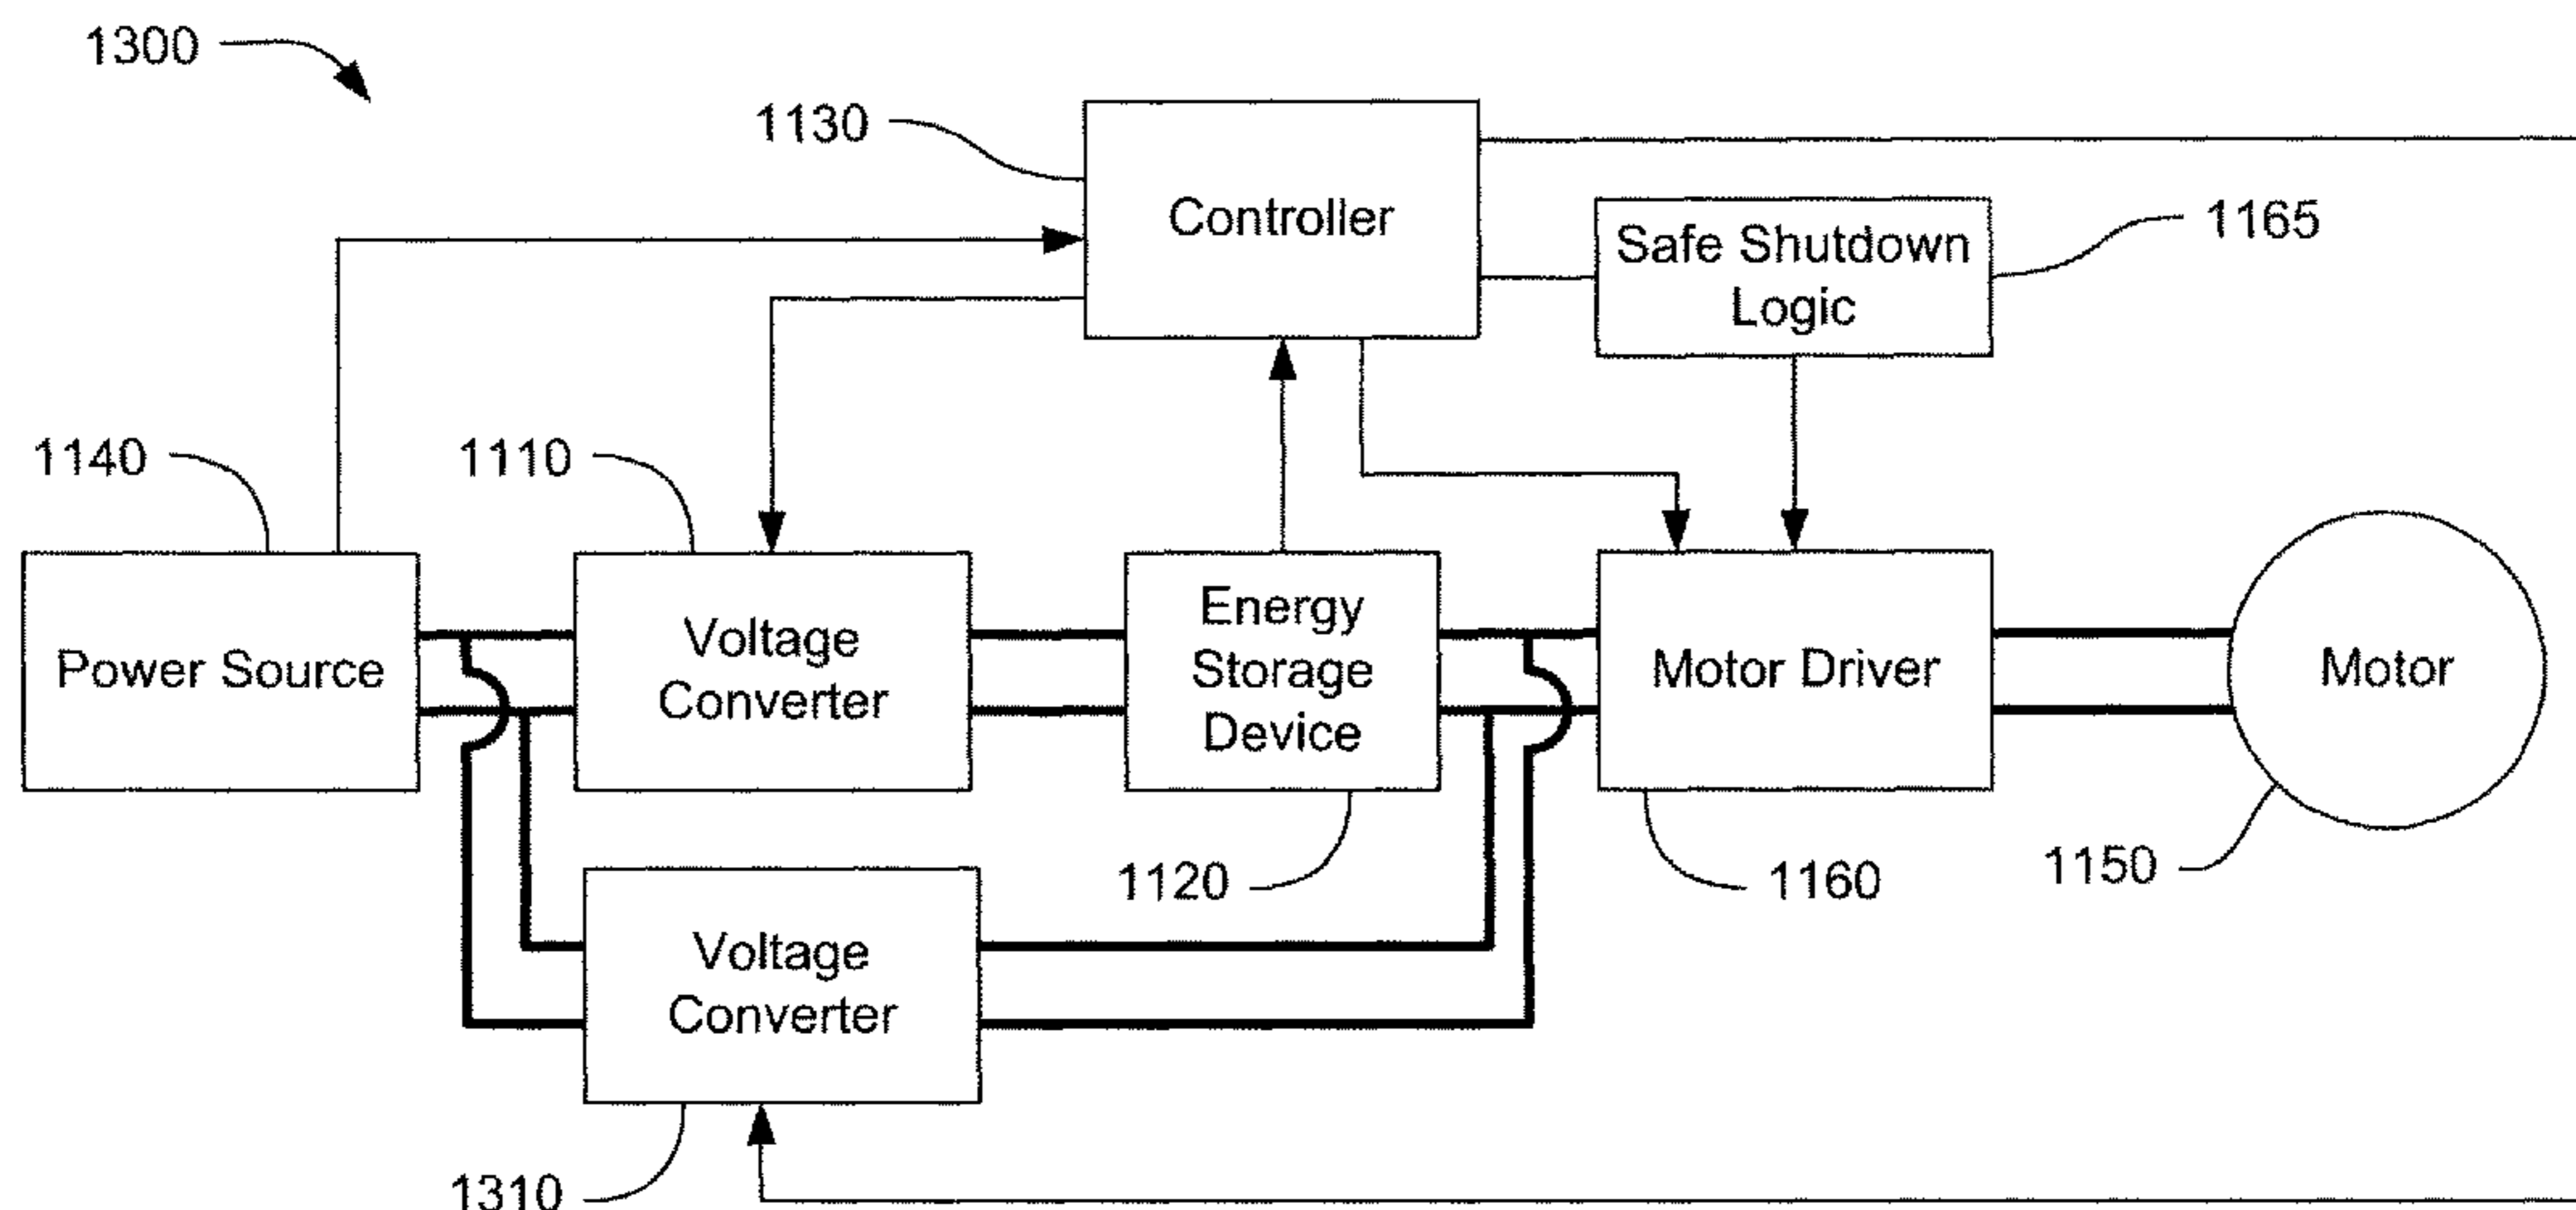 1300
1130
Controller
Safe Shutdown
Logic
1165
1140
1110
Power Source
Voltage
Converter
Energy
Storage
Device
Motor Driver
Motor
1120
1160
1150
Voltage
Converter
1310